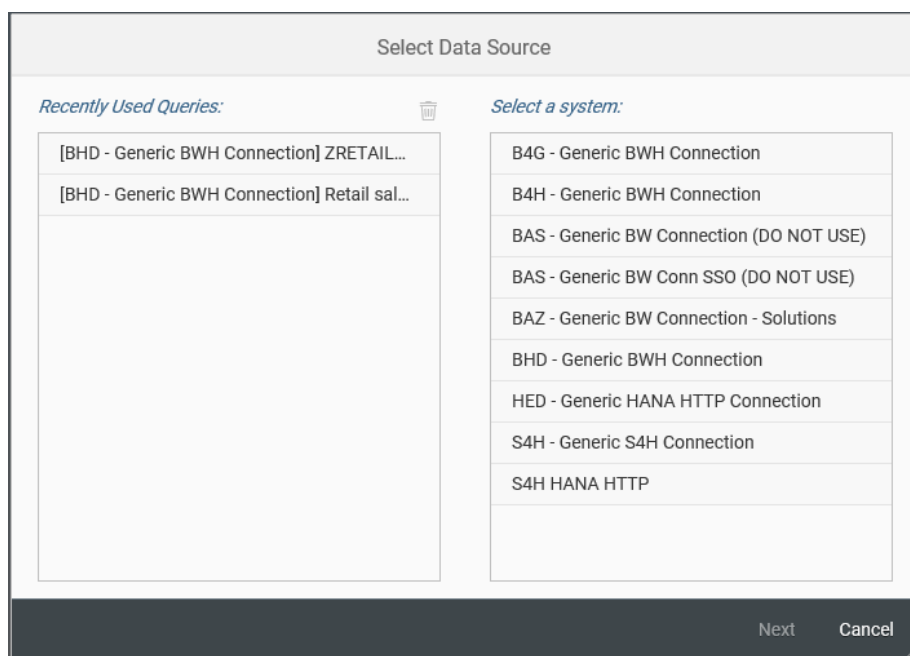 Select Data Source
Recently Used Queries:
[BHD - Generic BWH Connection] ZRETAIL...
[BHD - Generic BWH Connection] Retail sal...
Select a system:
B4G - Generic BWH Connection
B4H - Generic BWH Connection
BAS - Generic BW Connection (DO NOT USE)
BAS - Generic BW Conn SSO (DO NOT USE)
BAZ - Generic BW Connection - Solutions
BHD - Generic BWH Connection
HED - Generic HANA HTTP Connection
S4H - Generic S4H Connection
S4H HANA HTTP
Next Cancel